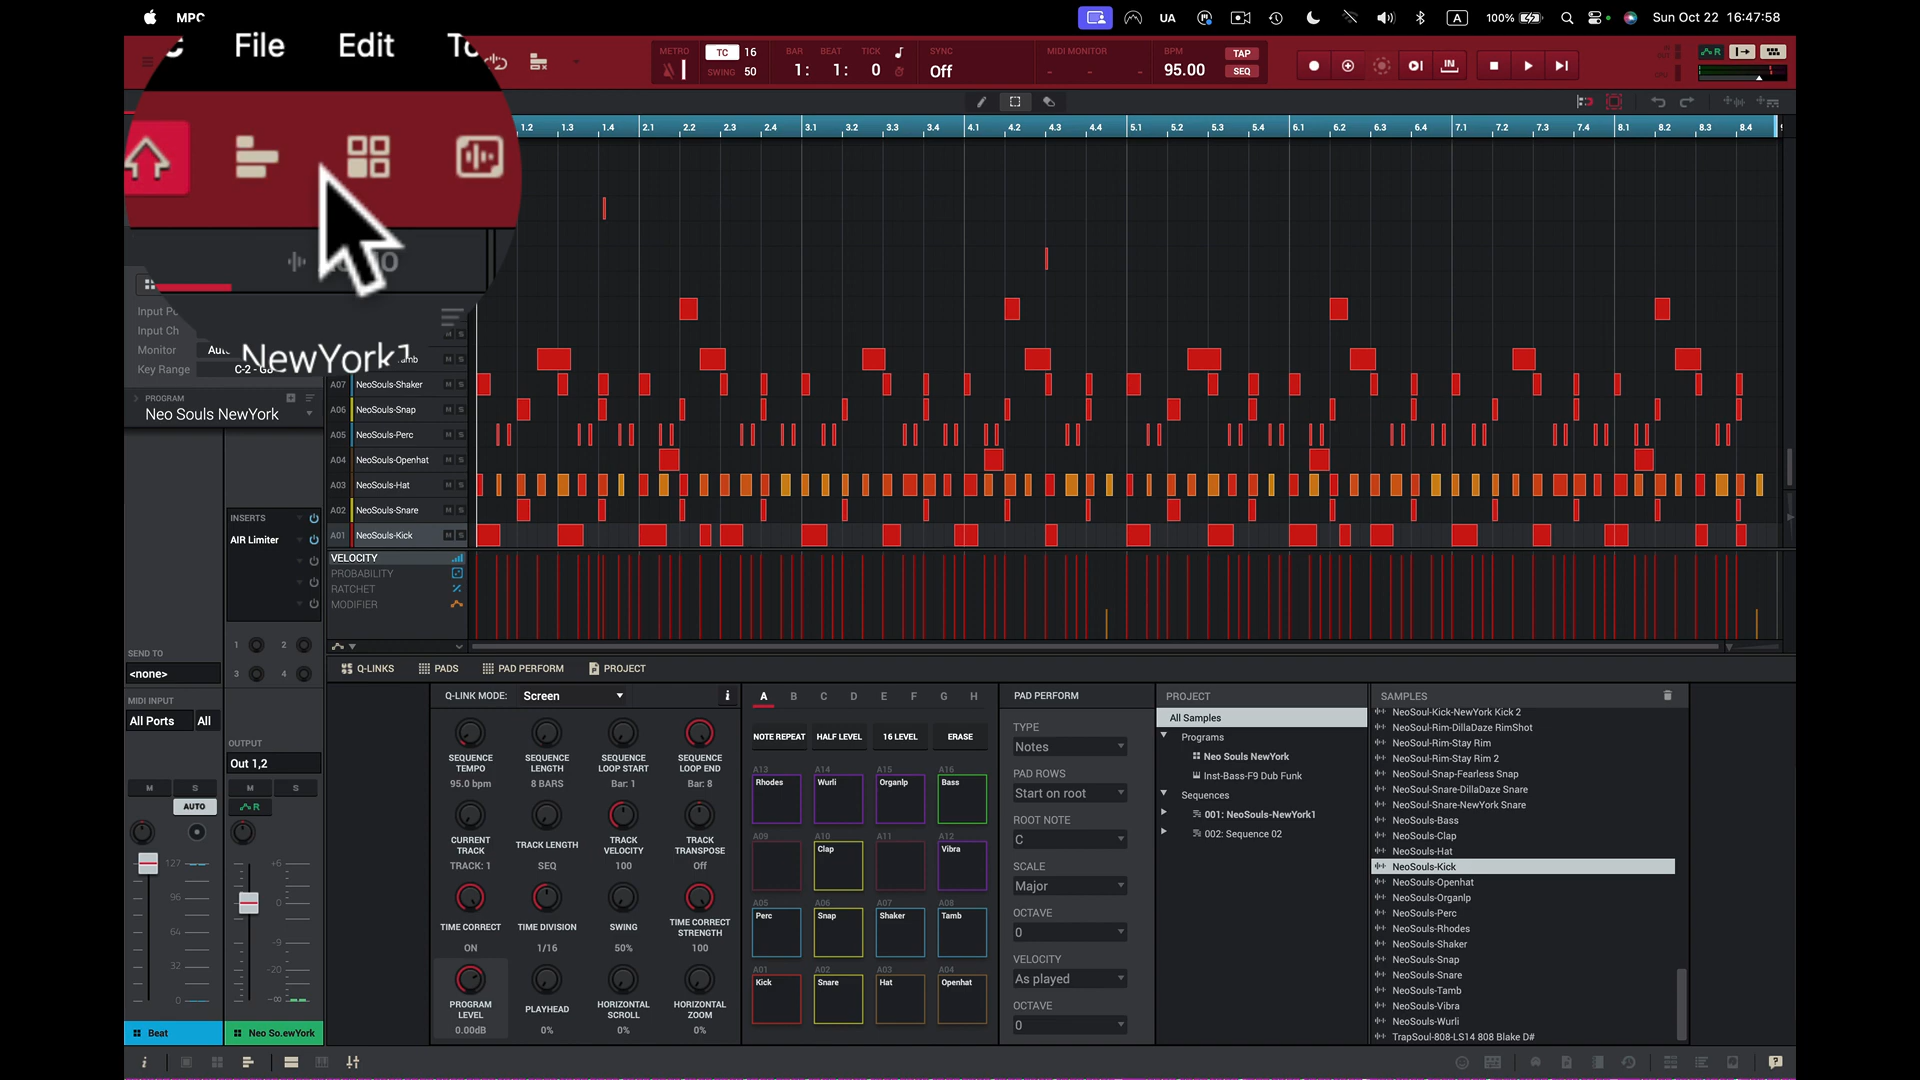 MPC
UA
A
100%
Sun Oct 22 16:47:58
File Edit
METRO
TC 16
SWING 50
BAR BEAT TICK
1: 1: 0
SYNC
Off
MIDI MONITOR
- - -
BPM
95.00
TAP
SEQ
IN
R
1.2 1.3 1.4 2.1 2.2 2.3 2.4 3.1 3.2 3.3 3.4 4.1 4.2 4.3 4.4 5.1 5.2 5.3 5.4 6.1 6.2 6.3 6.4 7.1 7.2 7.3 7.4 8.1 8.2 8.3 8.4
NewYork1
Input Ch
Monitor
Key Range
PROGRAM
Neo Souls NewYork
M S
A07 NeoSouls-Shaker M S
A06 NeoSouls-Snap M S
A05 NeoSouls-Perc M S
A04 NeoSouls-Openhat M S
A03 NeoSouls-Hat M S
A02 NeoSouls-Snare M S
A01 NeoSouls-Kick M S
VELOCITY
PROBABILITY
RATCHET
MODIFIER
INSERTS
AIR Limiter
1 2
3 4
SEND TO
<none>
MIDI INPUT
All Ports All
OUTPUT
Out 1,2
M S M S
AUTO R
127
96
64
32
0
+6
0
-9
-20
-∞
Beat
Neo So.ewYork
Q-LINKS PADS PAD PERFORM PROJECT
Q-LINK MODE: Screen
SEQUENCE TEMPO
95.0 bpm
SEQUENCE LENGTH
8 BARS
SEQUENCE LOOP START
Bar: 1
SEQUENCE LOOP END
Bar: 8
CURRENT TRACK
TRACK: 1
TRACK LENGTH
SEQ
TRACK VELOCITY
100
TRACK TRANSPOSE
Off
TIME CORRECT
ON
TIME DIVISION
1/16
SWING
50%
TIME CORRECT STRENGTH
100
PROGRAM LEVEL
0.00dB
PLAYHEAD
0%
HORIZONTAL SCROLL
0%
HORIZONTAL ZOOM
0%
A B C D E F G H
NOTE REPEAT HALF LEVEL 16 LEVEL ERASE
A13 A14 A15 A16
Rhodes Wurli Organlp Bass
A09 A10 A11 A12
Clap Vibra
A05 A06 A07 A08
Perc Snap Shaker Tamb
A01 A02 A03 A04
Kick Snare Hat Openhat
PAD PERFORM
TYPE
Notes
PAD ROWS
Start on root
ROOT NOTE
C
SCALE
Major
OCTAVE
0
VELOCITY
As played
OCTAVE
0
PROJECT
All Samples
Programs
Neo Souls NewYork
Inst-Bass-F9 Dub Funk
Sequences
001: NeoSouls-NewYork1
002: Sequence 02
SAMPLES
NeoSoul-Kick-NewYork Kick 2
NeoSoul-Rim-DillaDaze RimShot
NeoSoul-Rim-Stay Rim
NeoSoul-Rim-Stay Rim 2
NeoSoul-Snap-Fearless Snap
NeoSoul-Snare-DillaDaze Snare
NeoSoul-Snare-NewYork Snare
NeoSouls-Bass
NeoSouls-Clap
NeoSouls-Hat
NeoSouls-Kick
NeoSouls-Openhat
NeoSouls-Organlp
NeoSouls-Perc
NeoSouls-Rhodes
NeoSouls-Shaker
NeoSouls-Snap
NeoSouls-Snare
NeoSouls-Tamb
NeoSouls-Vibra
NeoSouls-Wurli
TrapSoul-808-LS14 808 Blake D#